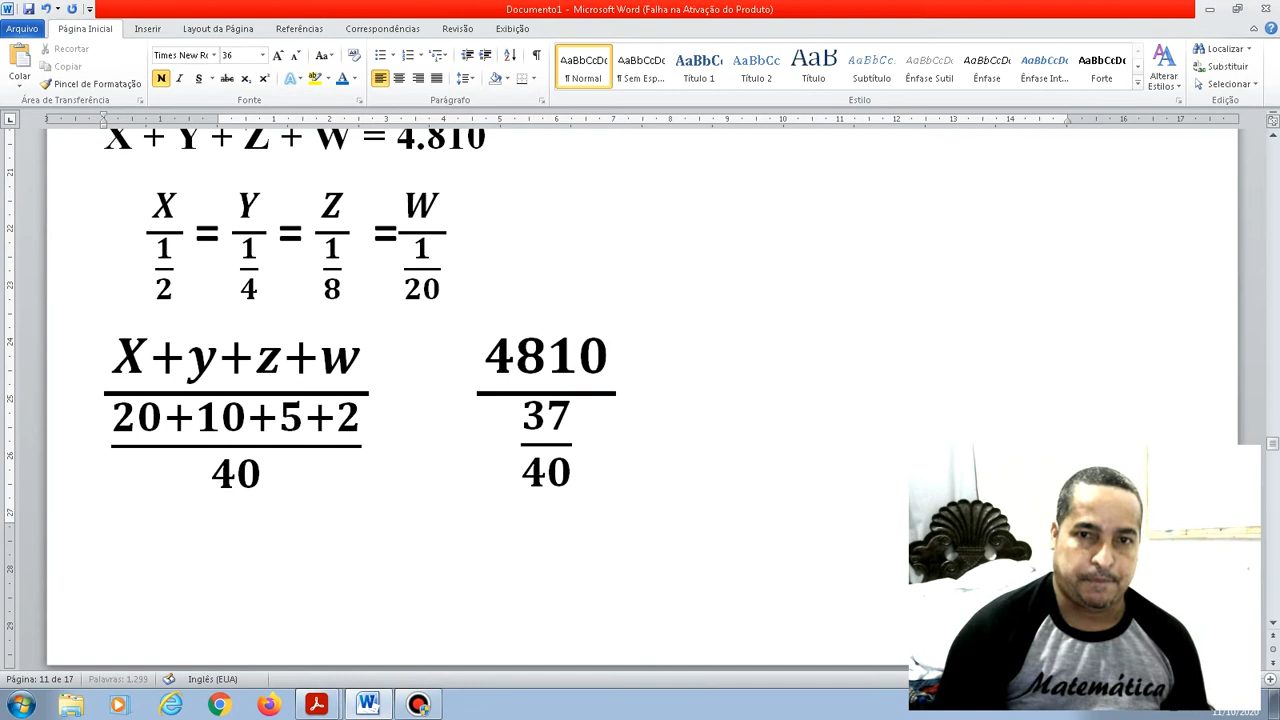 Documento1 - Microsoft Word (Falha na Ativação do Produto)
Arquivo Página Inicial Inserir Layout da Página Referências Correspondências Revisão Exibição
Colar
Recortar
Copiar
Pincel de Formatação
Área de Transferência
Times New Ro 36
Fonte
Parágrafo
AaBbCcDc AaBbCcDc AaBbC AaBbCc AaB AaBbCc. AaBbCcDc AaBbCcDc AaBbCcDc AaBbCcDc
¶ Normal ¶ Sem Esp... Título 1 Título 2 Título Subtítulo Ênfase Sutil Ênfase Ênfase Int... Forte
Estilo
Alterar Estilos
Localizar
Substituir
Selecionar
Edição
X + Y + Z + W = 4.810
X Y Z W
= = =
1 1 1 1
2 4 8 20
X+y+z+w 4810
20+10+5+2 37
40 40
Matemática
Página: 11 de 17 Palavras: 1.299 Inglês (EUA)